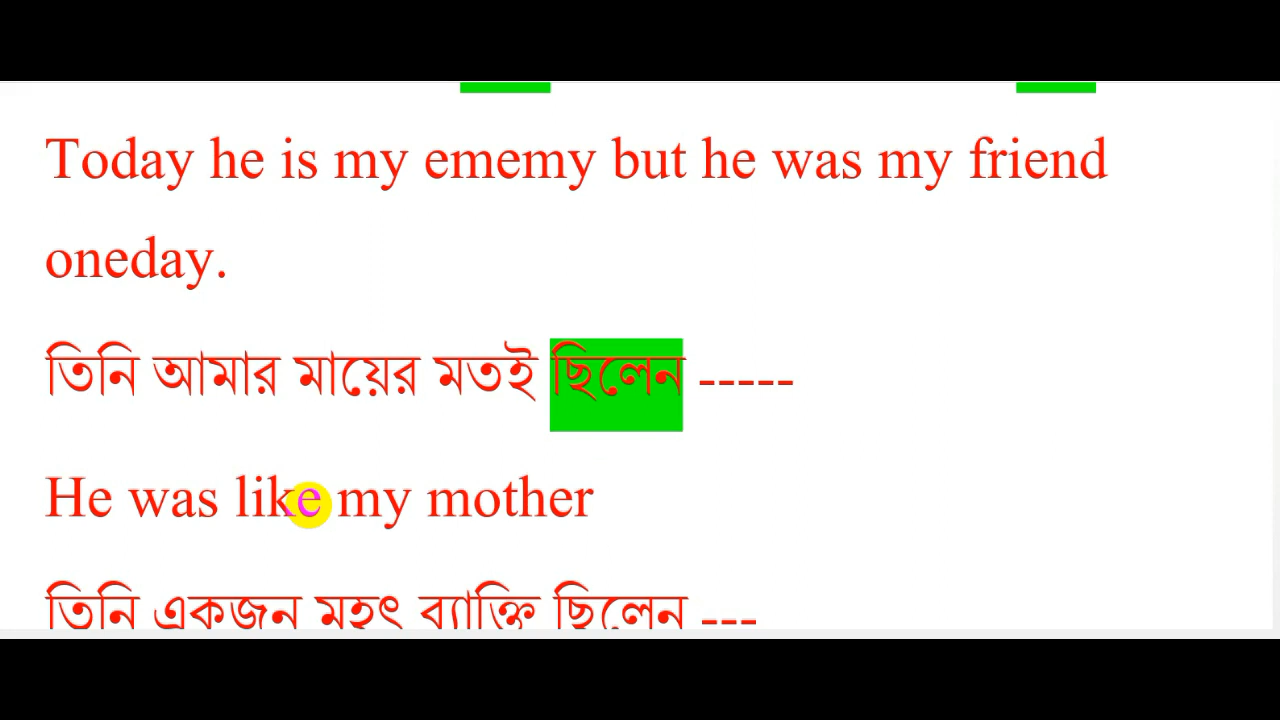 Today he is my ememy but he was my friend
oneday.
তিনি আমার মায়ের মতই ছিলেন -----
He was like my mother
তিনি একজন মহৎ ব্যাক্তি ছিলেন ---